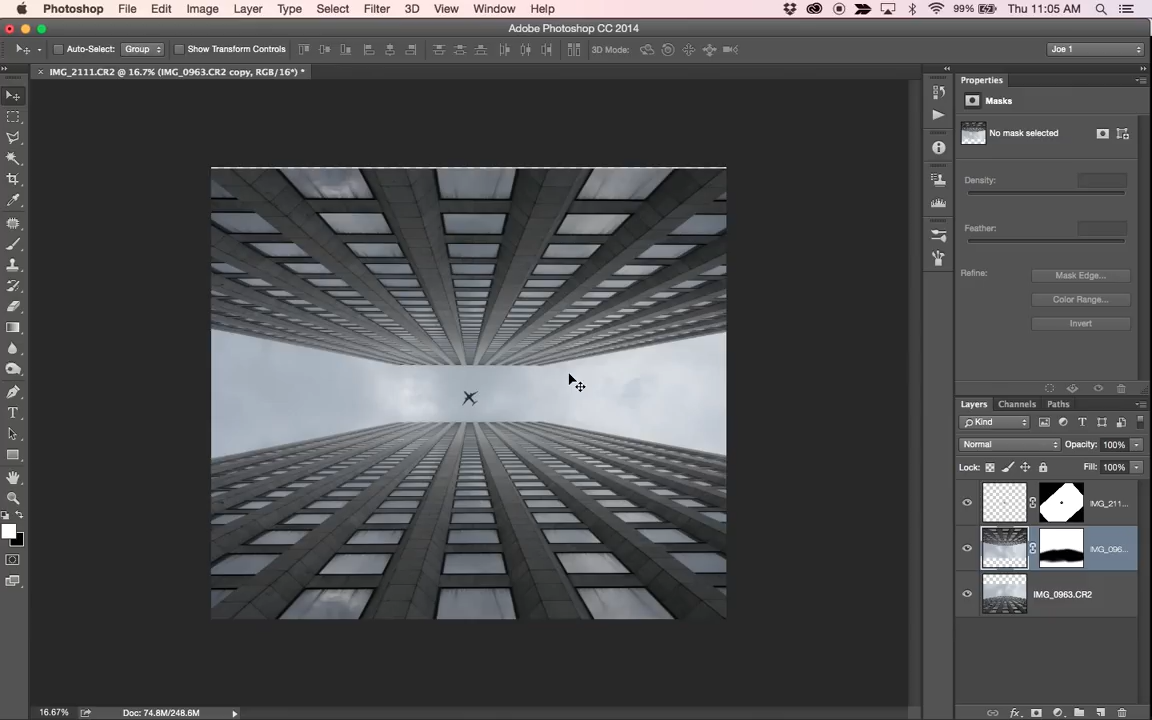 Photoshop File Edit Image Layer Type Select Filter 3D View Window Help 99% Thu 11:05 AM
Adobe Photoshop CC 2014
Auto-Select: Group Show Transform Controls 3D Mode: Joe 1
IMG_2111.CR2 @ 16.7% (IMG_0963.CR2 copy, RGB/16*) *
Properties
Masks
No mask selected
Density:
Feather:
Refine: Mask Edge...
Color Range...
Invert
Layers Channels Paths
Kind
Normal Opacity: 100%
Lock: Fill: 100%
IMG_211...
IMG_096...
IMG_0963.CR2
16.67% Doc: 74.8M/248.6M